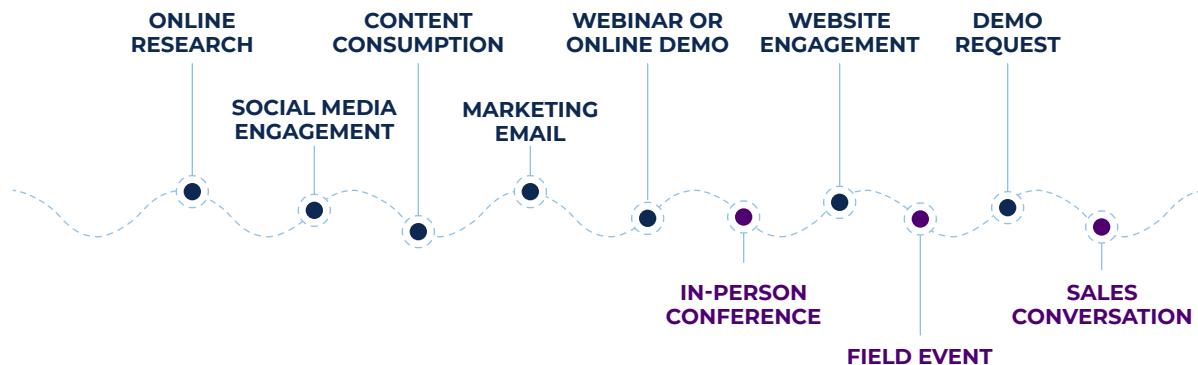 ONLINE
RESEARCH
SOCIAL MEDIA
ENGAGEMENT
CONTENT
CONSUMPTION
MARKETING
EMAIL
WEBINAR OR
ONLINE DEMO
IN-PERSON
CONFERENCE
WEBSITE
ENGAGEMENT
FIELD EVENT
DEMO
REQUEST
SALES
CONVERSATION